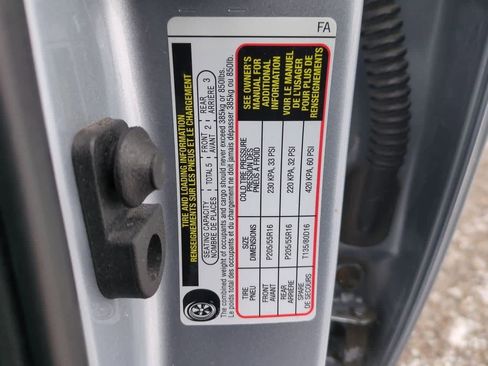 FA
TIRE AND LOADING INFORMATION
RENSEIGNEMENTS SUR LES PNEUS ET LE CHARGEMENT
SEATING CAPACITY TOTAL 5 FRONT 2 REAR 3
NOMBRE DE PLACES AVANT ARRIÈRE
The combined weight of occupants and cargo should never exceed 385kg or 850lbs.
Le poids total des occupants et du chargement ne doit jamais dépasser 385kg ou 850lb.
TIRE SIZE COLD TIRE PRESSURE
PNEU DIMENSIONS PRESSION DES
PNEUS À FROID
FRONT P205/55R16 230 KPA, 33 PSI
AVANT
REAR P205/55R16 220 KPA, 32 PSI
ARRIÈRE
SPARE T135/80D16 420 KPA, 60 PSI
DE SECOURS
SEE OWNER'S
MANUAL FOR
ADDITIONAL
INFORMATION
VOIR LE MANUEL
DE L'USAGER
POUR PLUS DE
RENSEIGNEMENTS